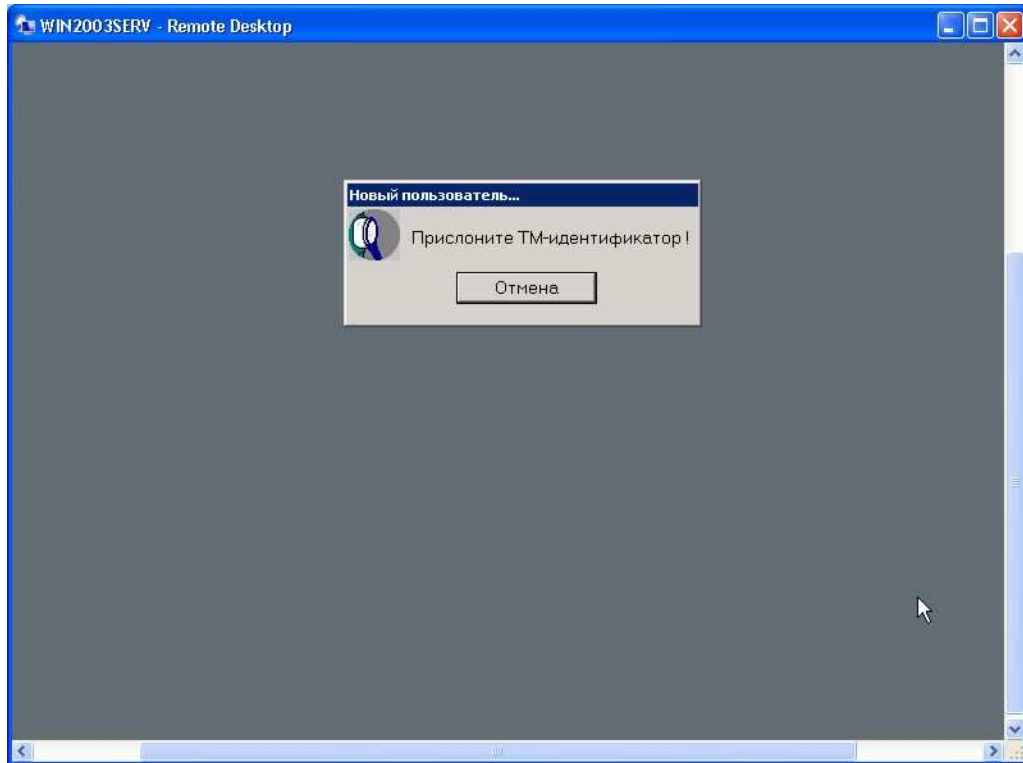 WIN2003SERV - Remote Desktop
Новый пользователь...
Прислоните ТМ-идентификатор !
Отмена